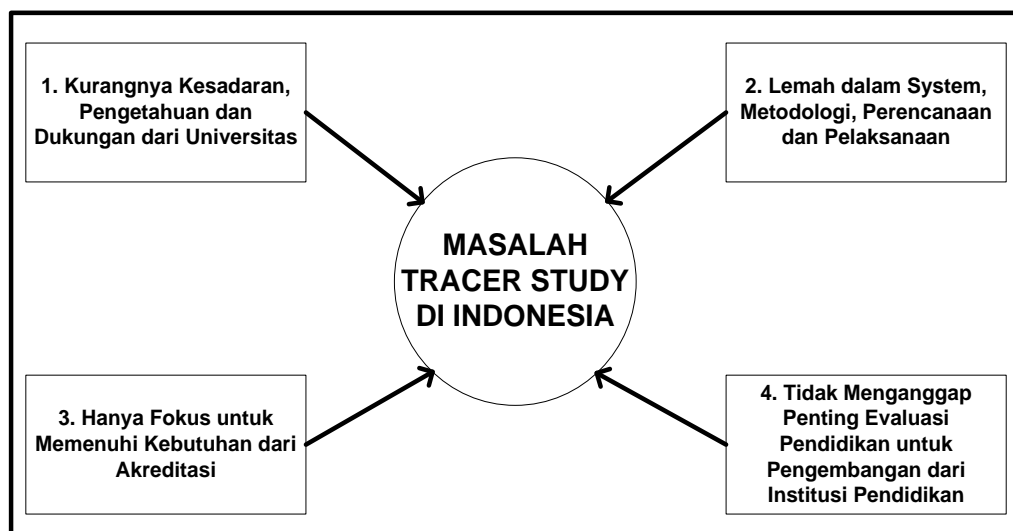 1. Kurangnya Kesadaran,
Pengetahuan dan
Dukungan dari Universitas
2. Lemah dalam System,
Metodologi, Perencanaan
dan Pelaksanaan
MASALAH
TRACER STUDY
DI INDONESIA
3. Hanya Fokus untuk
Memenuhi Kebutuhan dari
Akreditasi
4. Tidak Menganggap
Penting Evaluasi
Pendidikan untuk
Pengembangan dari
Institusi Pendidikan